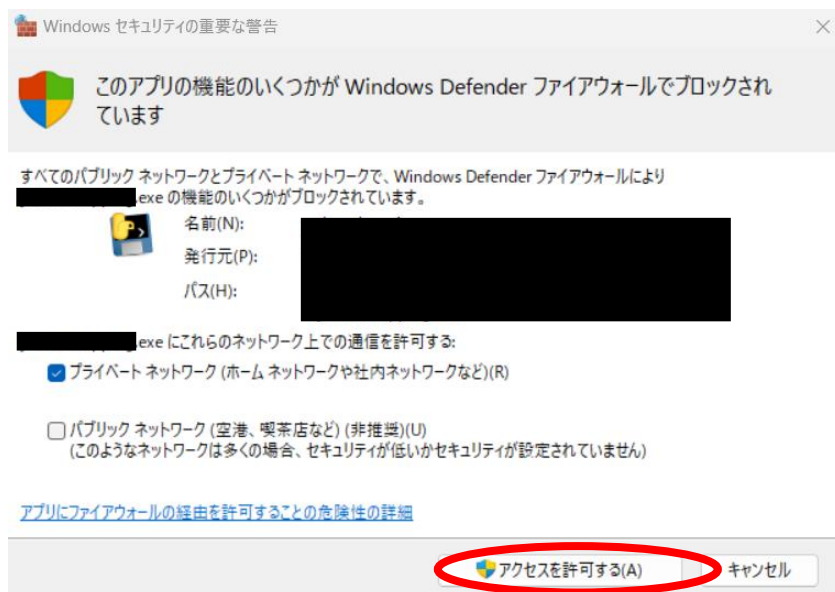 Windows セキュリティの重要な警告
このアプリの機能のいくつかが Windows Defender ファイアウォールでブロックされ
ています
すべてのパブリック ネットワークとプライベート ネットワークで、Windows Defender ファイアウォールにより
.exe の機能のいくつかがブロックされています。
名前(N):
発行元(P):
パス(H):
.exe にこれらのネットワーク上での通信を許可する:
プライベート ネットワーク (ホーム ネットワークや社内ネットワークなど)(R)
パブリック ネットワーク (空港、喫茶店など) (非推奨)(U)
(このようなネットワークは多くの場合、セキュリティが低いかセキュリティが設定されていません)
アプリにファイアウォールの経由を許可することの危険性の詳細
アクセスを許可する(A)
キャンセル